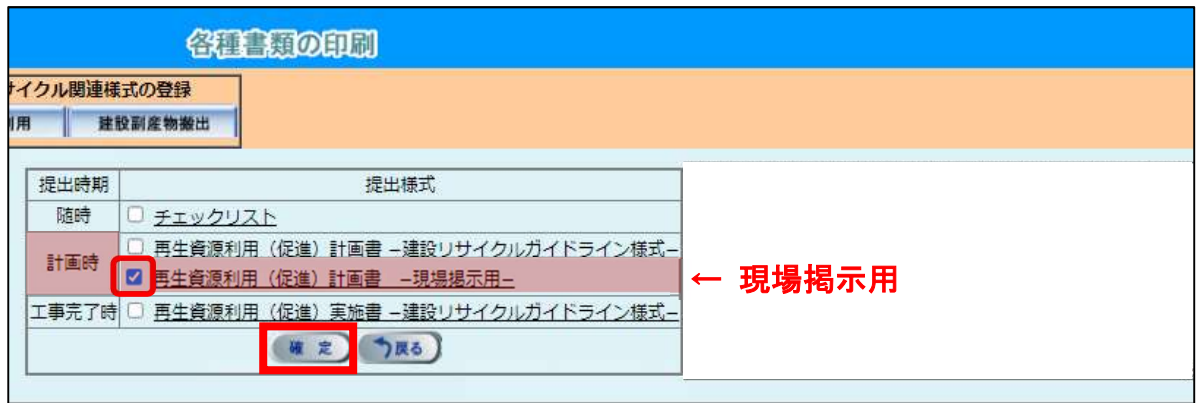 各種書類の印刷
サイクル関連様式の登録
利用 建設副産物搬出
提出時期 提出様式
随時 チェックリスト
計画時 再生資源利用（促進）計画書 −建設リサイクルガイドライン様式−
再生資源利用（促進）計画書 −現場掲示用−
← 現場掲示用
工事完了時 再生資源利用（促進）実施書 −建設リサイクルガイドライン様式−
確 定 戻る